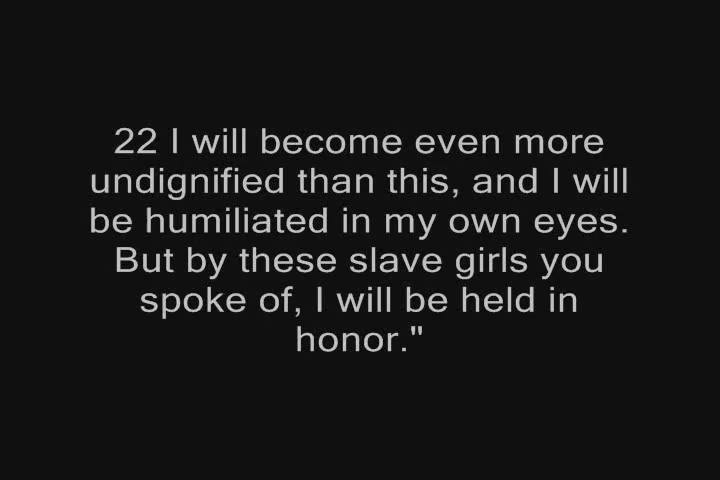 22 I will become even more
undignified than this, and I will
be humiliated in my own eyes.
But by these slave girls you
spoke of, I will be held in
honor."